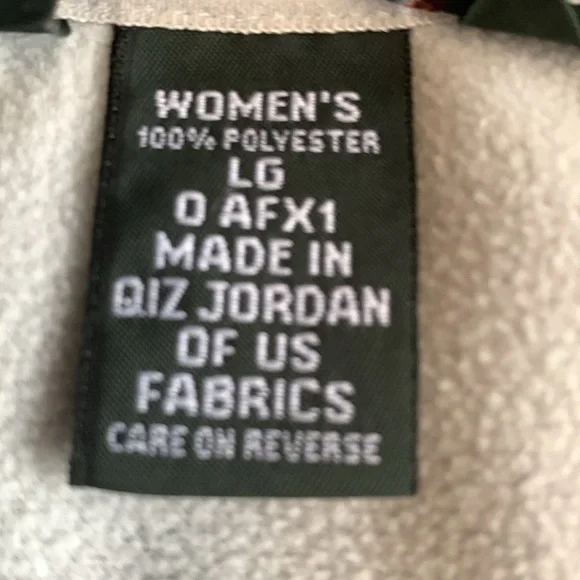 WOMEN'S
100% POLYESTER
LG
0 AFX1
MADE IN
QIZ JORDAN
OF US
FABRICS
CARE ON REVERSE